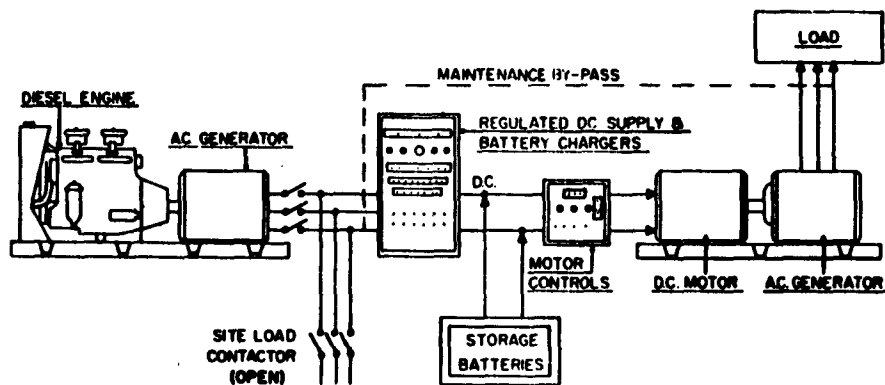 LOAD
MAINTENANCE BY-PASS
DIESEL ENGINE
AC GENERATOR
REGULATED DC SUPPLY &
BATTERY CHARGERS
D.C.
MOTOR
CONTROLS
D.C. MOTOR
A.C. GENERATOR
SITE LOAD
CONTACTOR
(OPEN)
STORAGE
BATTERIES